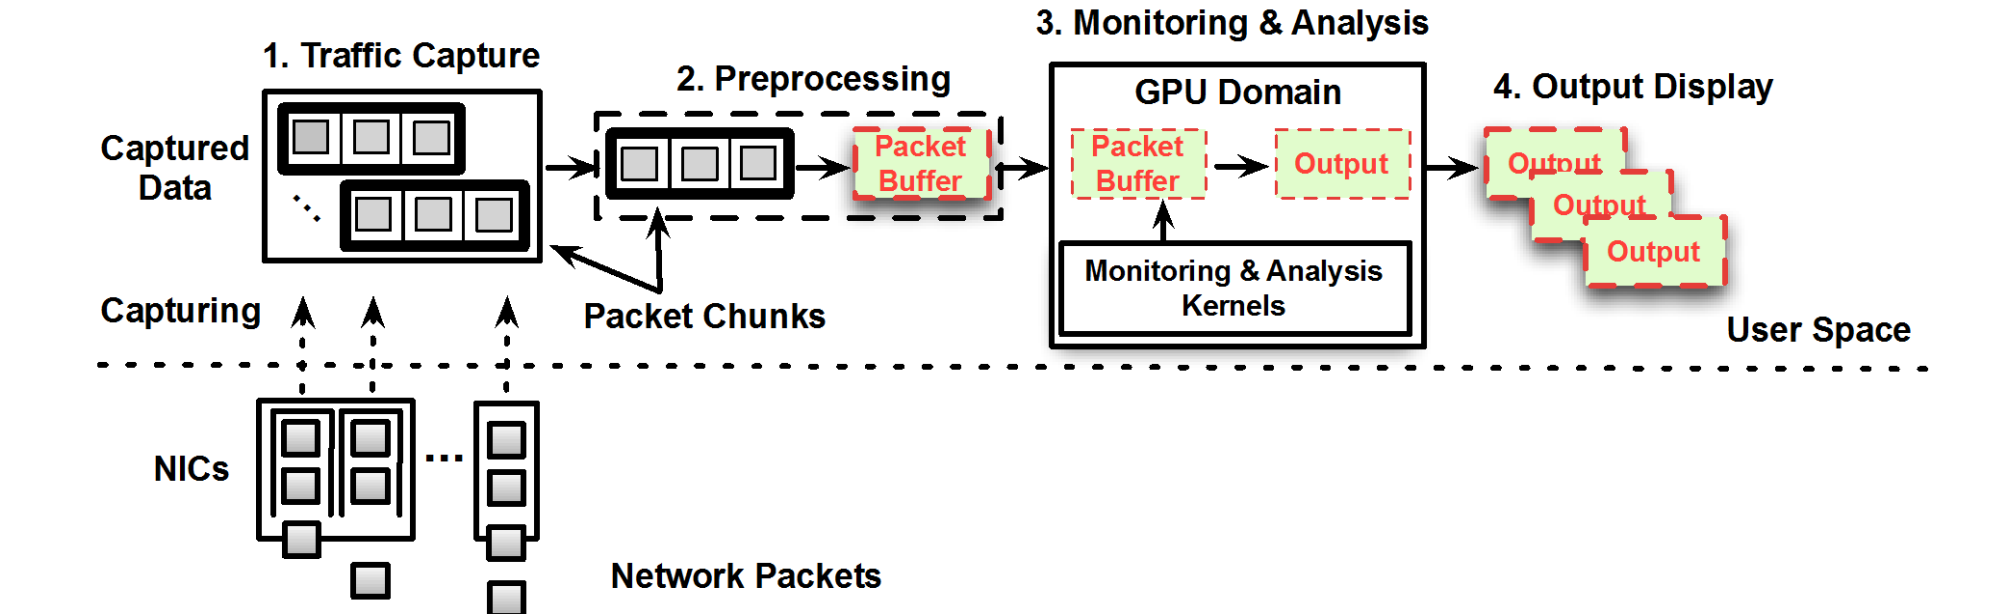 3. Monitoring & Analysis
1. Traffic Capture
2. Preprocessing
GPU Domain
4. Output Display
Captured
Data
Packet
Buffer
Packet
Buffer
Output
Output
Output
Output
Monitoring & Analysis
Kernels
Capturing
Packet Chunks
User Space
NICs
...
Network Packets